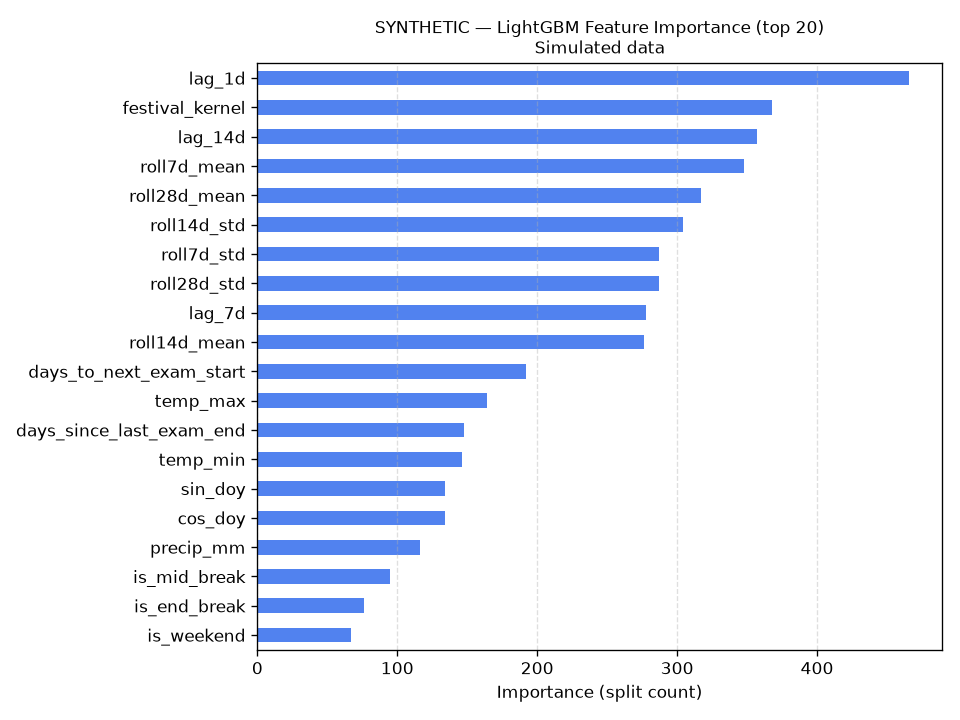 SYNTHETIC — LightGBM Feature Importance (top 20)
Simulated data
lag_1d
festival_kernel
lag_14d
roll7d_mean
roll28d_mean
roll14d_std
roll7d_std
roll28d_std
lag_7d
roll14d_mean
days_to_next_exam_start
temp_max
days_since_last_exam_end
temp_min
sin_doy
cos_doy
precip_mm
is_mid_break
is_end_break
is_weekend
0 100 200 300 400
Importance (split count)